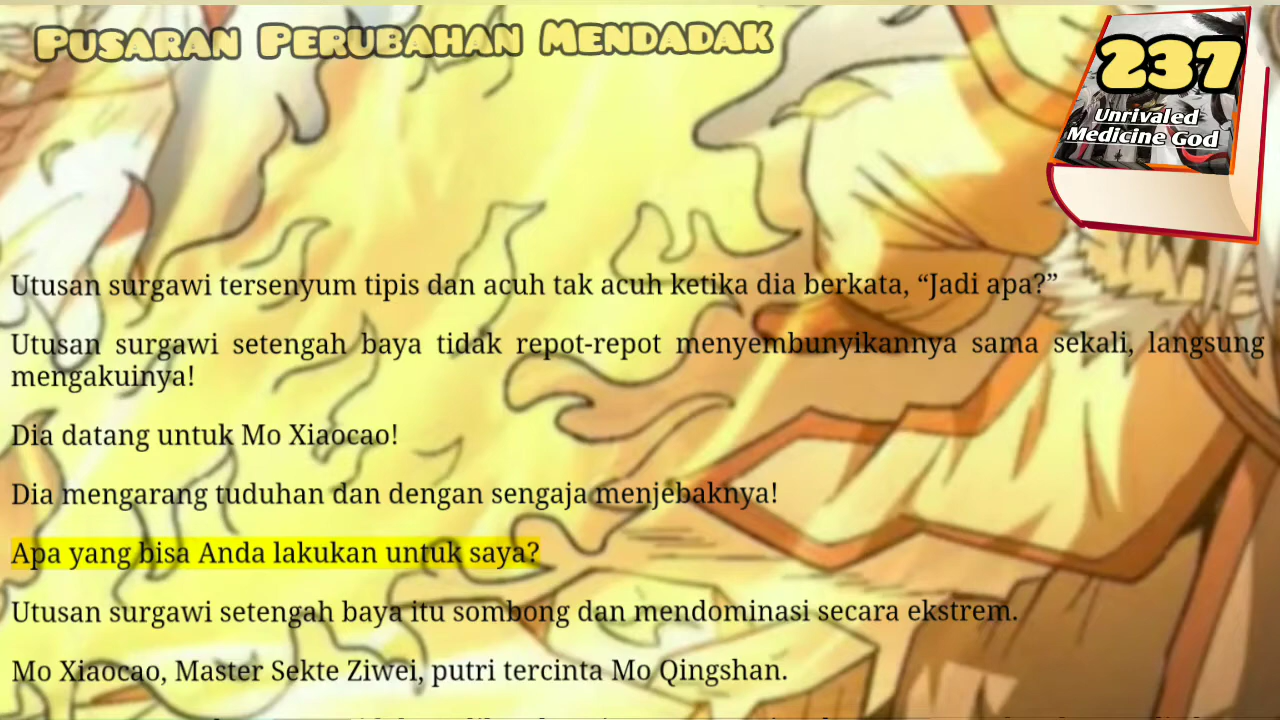 Pusaran Perubahan Mendadak
237
Unrivaled
Medicine God
Utusan surgawi tersenyum tipis dan acuh tak acuh ketika dia berkata, “Jadi apa?”
Utusan surgawi setengah baya tidak repot-repot menyembunyikannya sama sekali, langsung
mengakuinya!
Dia datang untuk Mo Xiaocao!
Dia mengarang tuduhan dan dengan sengaja menjebaknya!
Apa yang bisa Anda lakukan untuk saya?
Utusan surgawi setengah baya itu sombong dan mendominasi secara ekstrem.
Mo Xiaocao, Master Sekte Ziwei, putri tercinta Mo Qingshan.